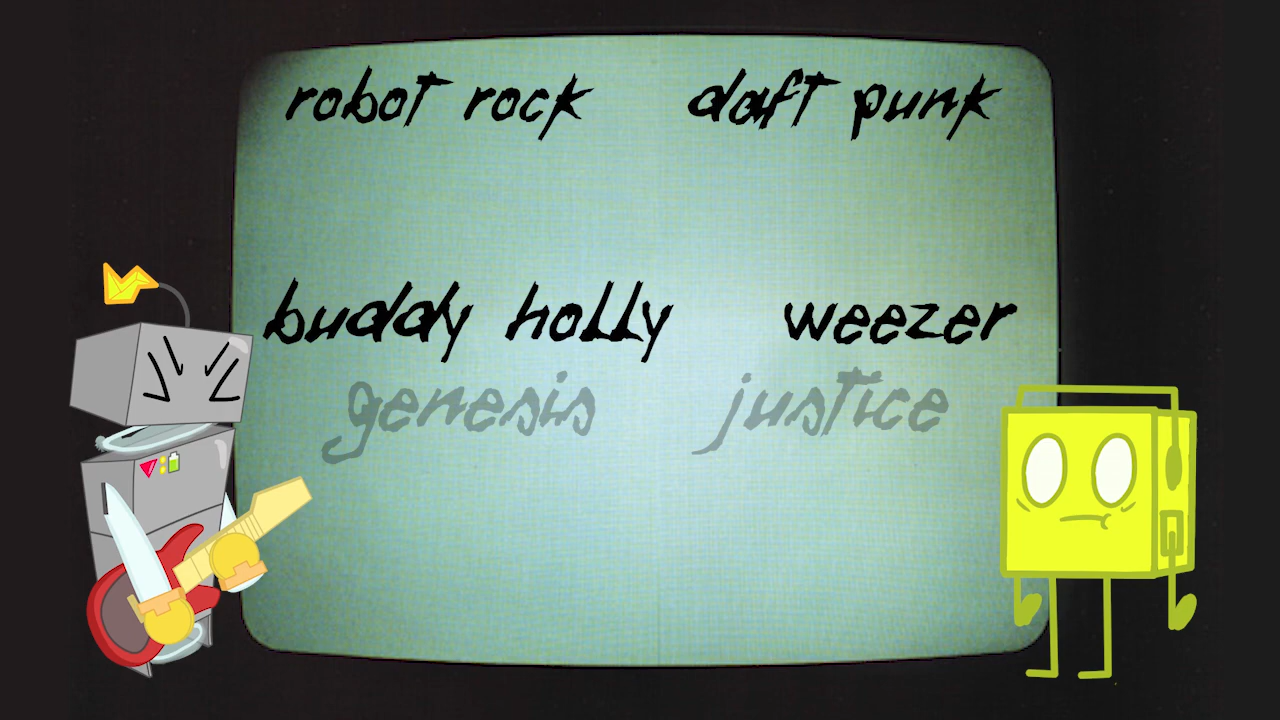 robot rock daft punk
buddy holly weezer
genesis justice